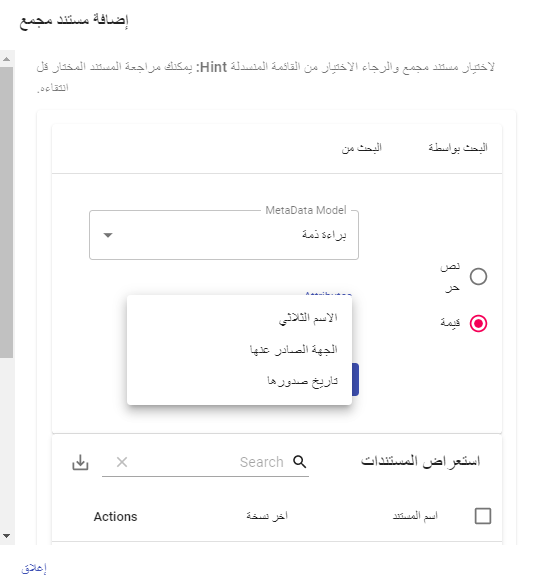 إضافة مستند مجمع
لاختيار مستند مجمع والرجاء الاختيار من القائمة المنسدلة Hint: يمكنك مراجعة المستند المختار قل
انتقاءه.
البحث بواسطة
البحث من
MetaData Model
براءة ذمة
نص
حر
قيمة
Attributes
الاسم الثلاثي
الجهة الصادر عنها
تاريخ صدورها
استعراض المستندات
Search
اسم المستند
اخر نسخة
Actions
إغلاق